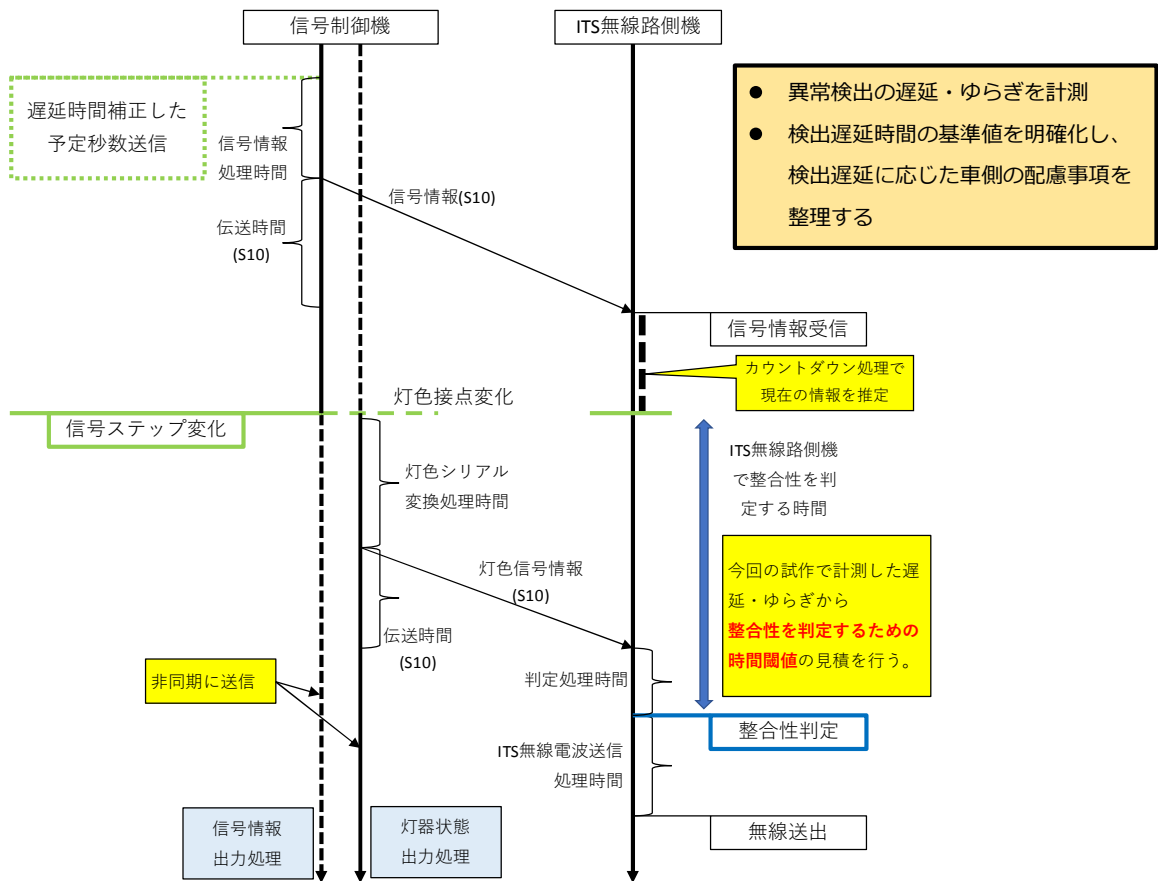 信号制御機
ITS無線路側機
遅延時間補正した
予定秒数送信
信号情報
処理時間
伝送時間
(S10)
信号情報(S10)
● 異常検出の遅延・ゆらぎを計測
● 検出遅延時間の基準値を明確化し、
検出遅延に応じた車側の配慮事項を
整理する
信号情報受信
カウントダウン処理で
現在の情報を推定
灯色接点変化
信号ステップ変化
灯色シリアル
変換処理時間
ITS無線路側機
で整合性を判
定する時間
灯色信号情報
(S10)
今回の試作で計測した遅
延・ゆらぎから
整合性を判定するための
時間閾値の見積を行う。
伝送時間
(S10)
非同期に送信
判定処理時間
整合性判定
ITS無線電波送信
処理時間
無線送出
信号情報
出力処理
灯器状態
出力処理